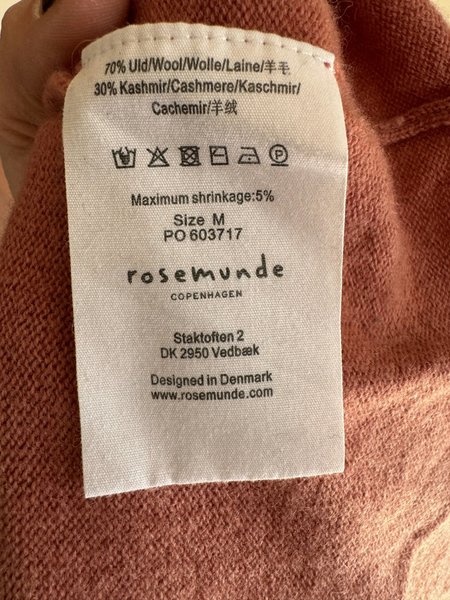 70% Uld/Wool/Wolle/Laine/羊毛
30% Kashmir/Cashmere/Kaschmir/
Cachemir/羊绒
Maximum shrinkage:5%
Size M
PO 603717
rosemunde
COPENHAGEN
Staktoften 2
DK 2950 Vedbæk
Designed in Denmark
www.rosemunde.com